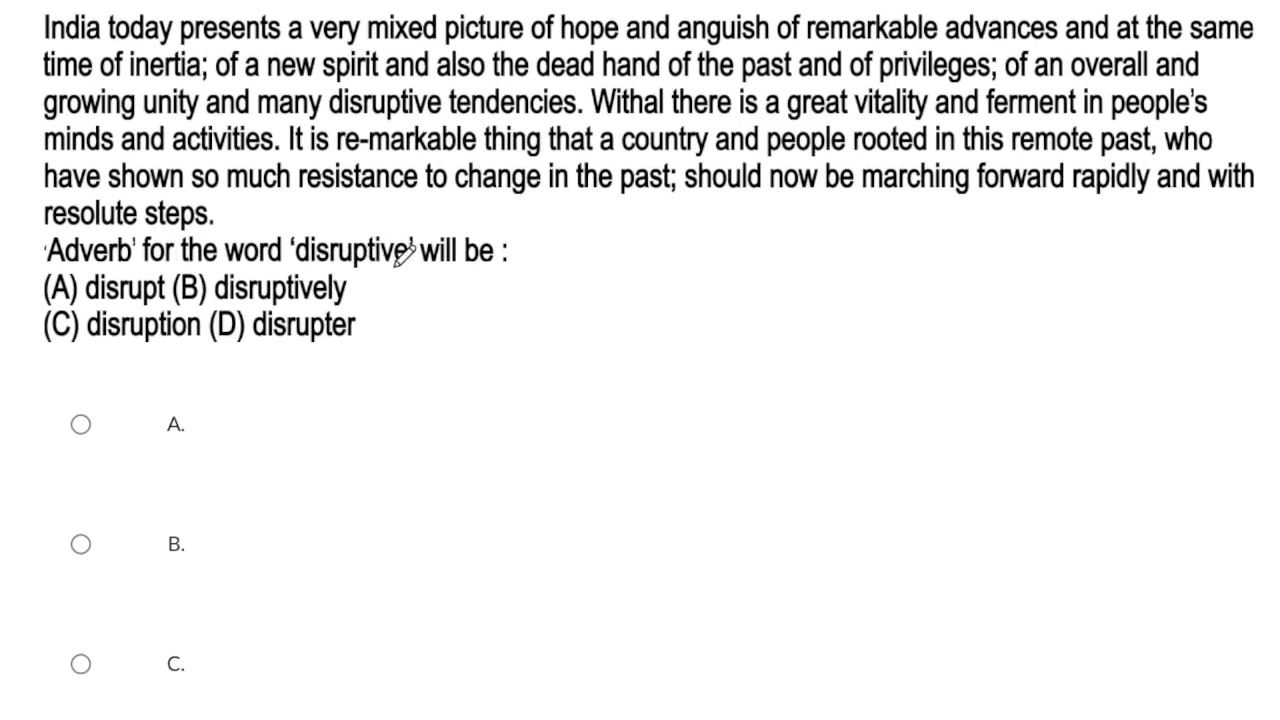 India today presents a very mixed picture of hope and anguish of remarkable advances and at the same
time of inertia; of a new spirit and also the dead hand of the past and of privileges; of an overall and
growing unity and many disruptive tendencies. Withal there is a great vitality and ferment in people's
minds and activities. It is re-markable thing that a country and people rooted in this remote past, who
have shown so much resistance to change in the past; should now be marching forward rapidly and with
resolute steps.
'Adverb' for the word 'disruptive' will be :
(A) disrupt (B) disruptively
(C) disruption (D) disrupter
A.
B.
C.